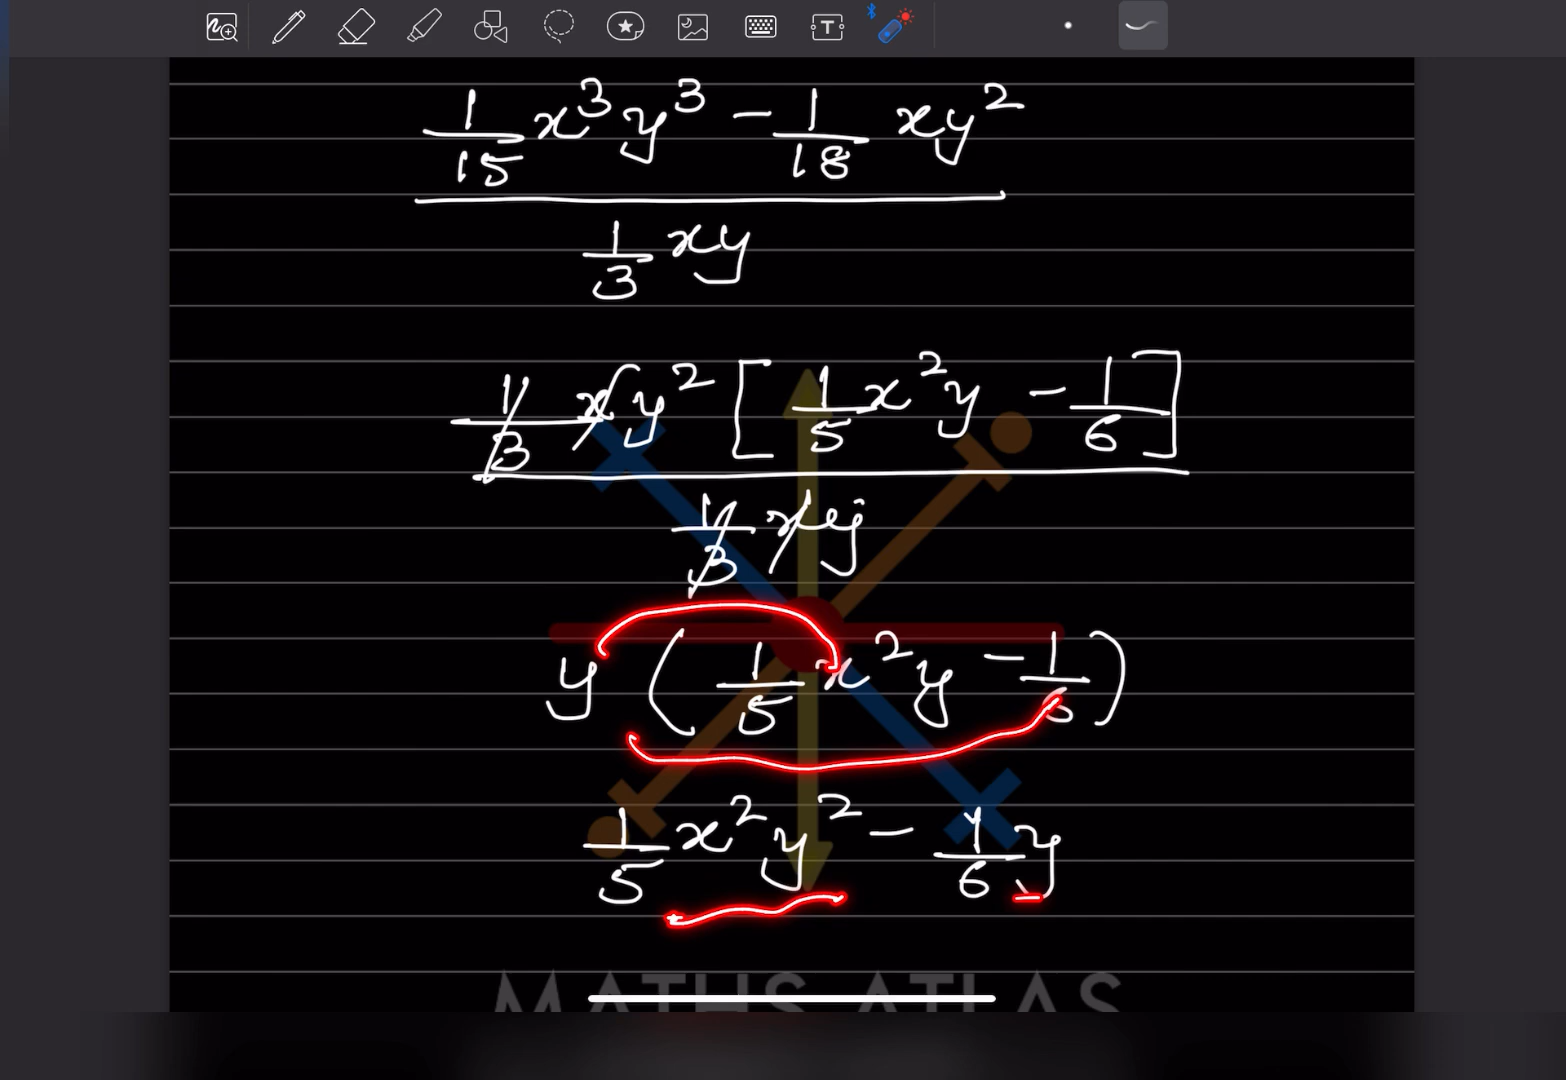 1/15 x³y³ - 1/18 xy²
1/3 xy
1/3 xy² [ 1/5 x²y - 1/6 ]
1/3 xy
y ( 1/5 x²y - 1/6 )
1/5 x²y² - 1/6 y
MATHS ATLAS